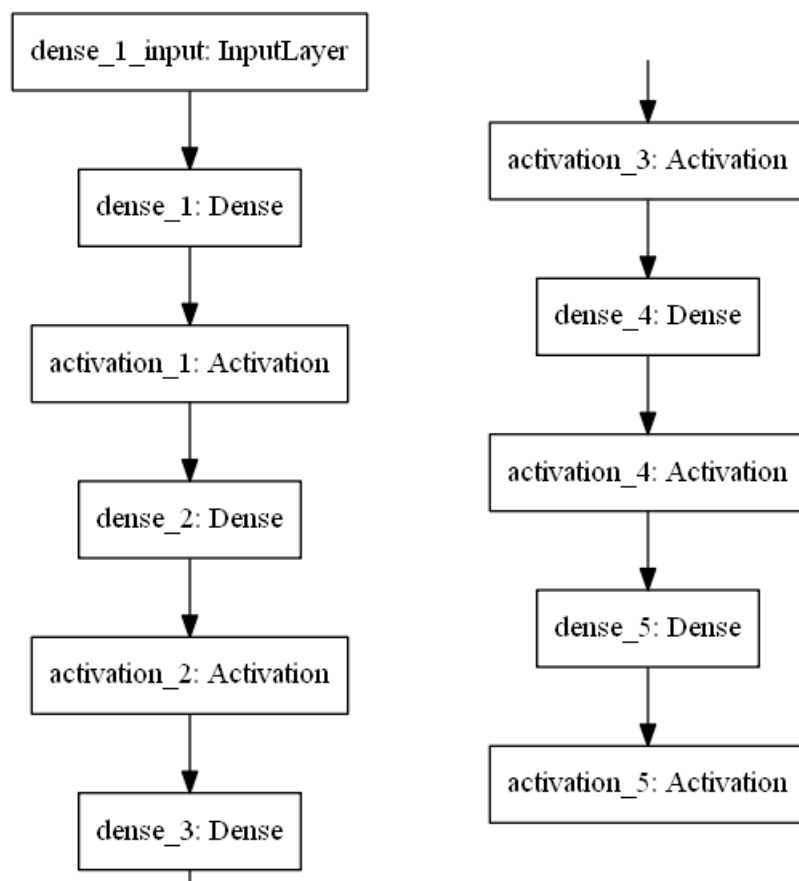 dense_1_input: InputLayer
dense_1: Dense
activation_1: Activation
dense_2: Dense
activation_2: Activation
dense_3: Dense
activation_3: Activation
dense_4: Dense
activation_4: Activation
dense_5: Dense
activation_5: Activation